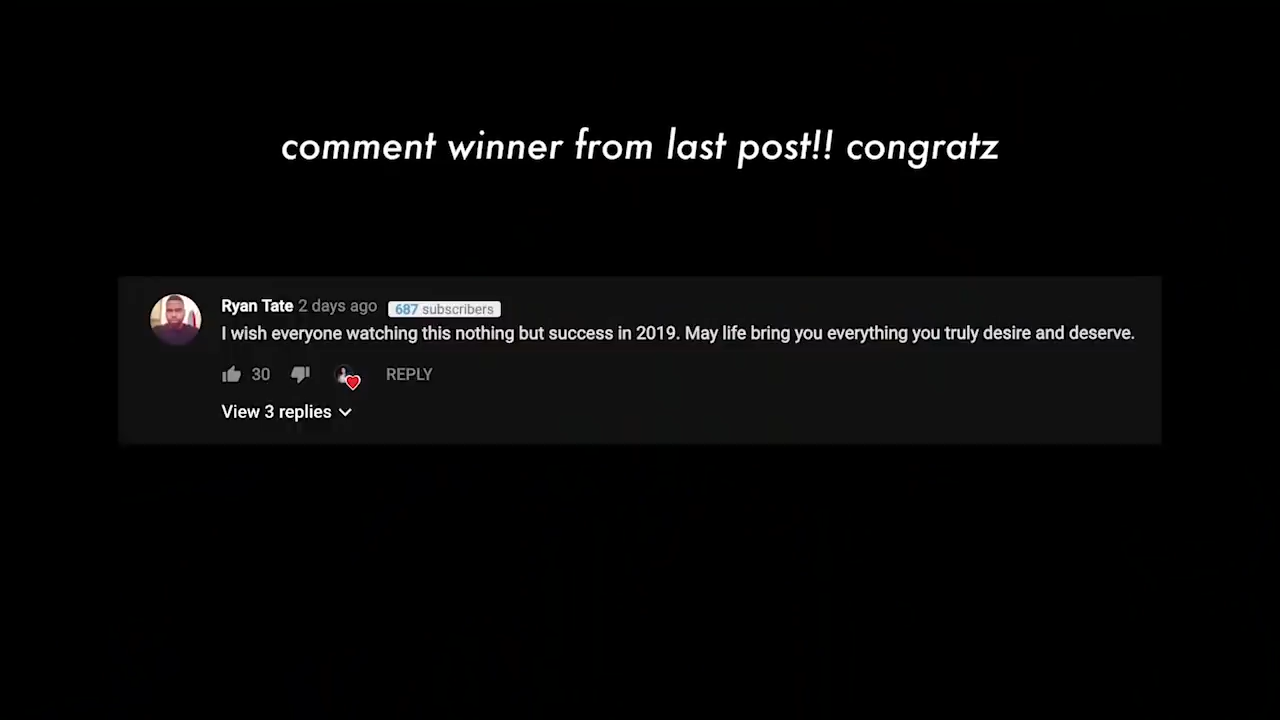 comment winner from last post!! congratz
Ryan Tate 2 days ago 687 subscribers
I wish everyone watching this nothing but success in 2019. May life bring you everything you truly desire and deserve.
30 REPLY
View 3 replies